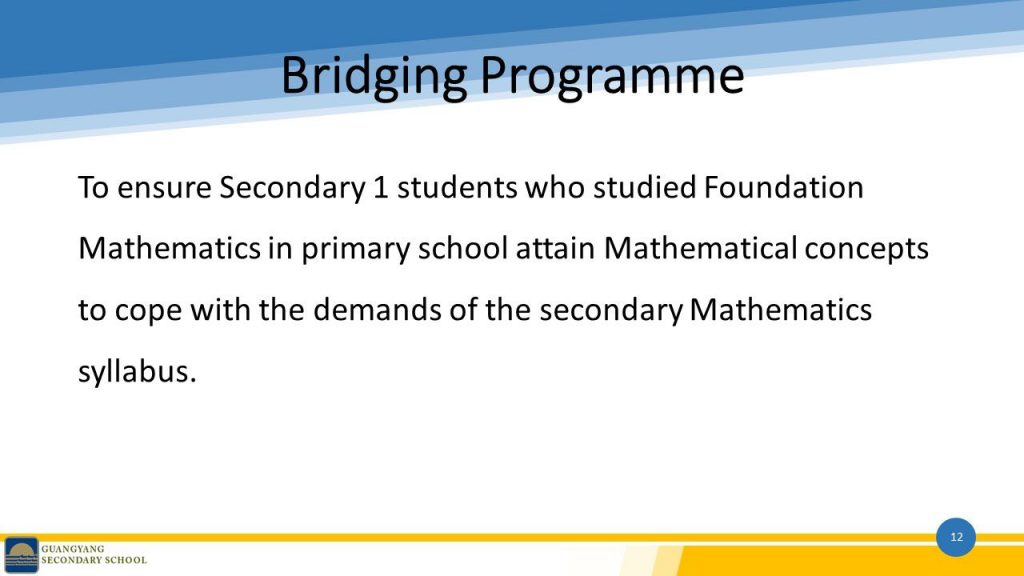 Bridging Programme
To ensure Secondary 1 students who studied Foundation
Mathematics in primary school attain Mathematical concepts
to cope with the demands of the secondary Mathematics
syllabus.
12
GUANGYANG
SECONDARY SCHOOL